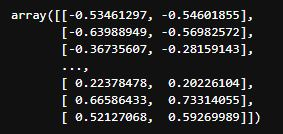 array([[-0.53461297, -0.54601855],
       [-0.63988949, -0.56982572],
       [-0.36735607, -0.28159143],
       ...,
       [ 0.22378478,  0.20226104],
       [ 0.66586433,  0.73314055],
       [ 0.52127068,  0.59269989]])